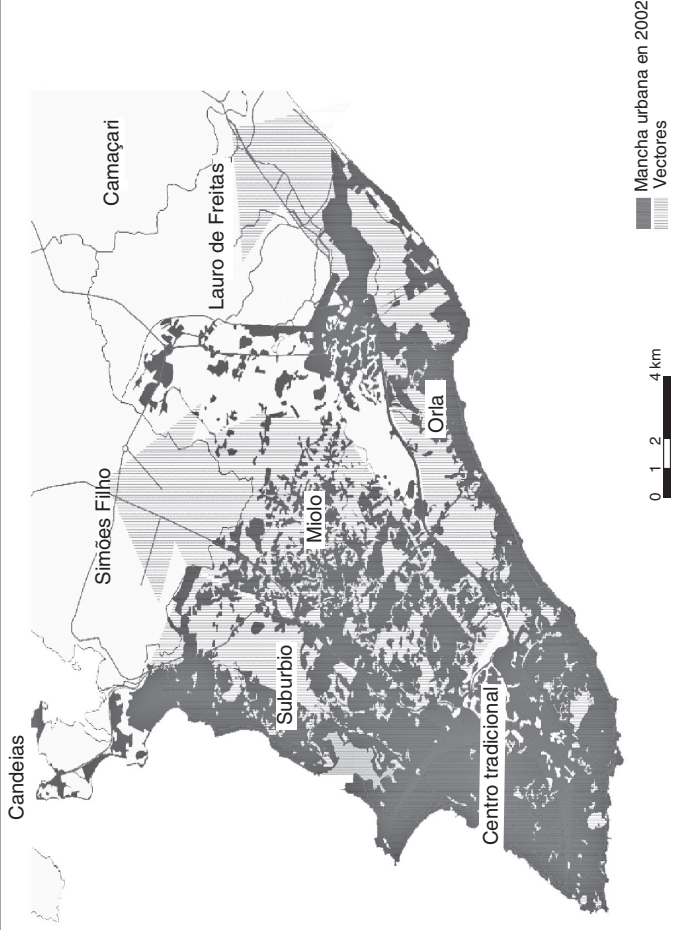 Candeias
Simões Filho
Camaçari
Lauro de Freitas
Suburbio
Miolo
Orla
Centro tradicional
0 1 2 4 km
Mancha urbana en 2002
Vectores